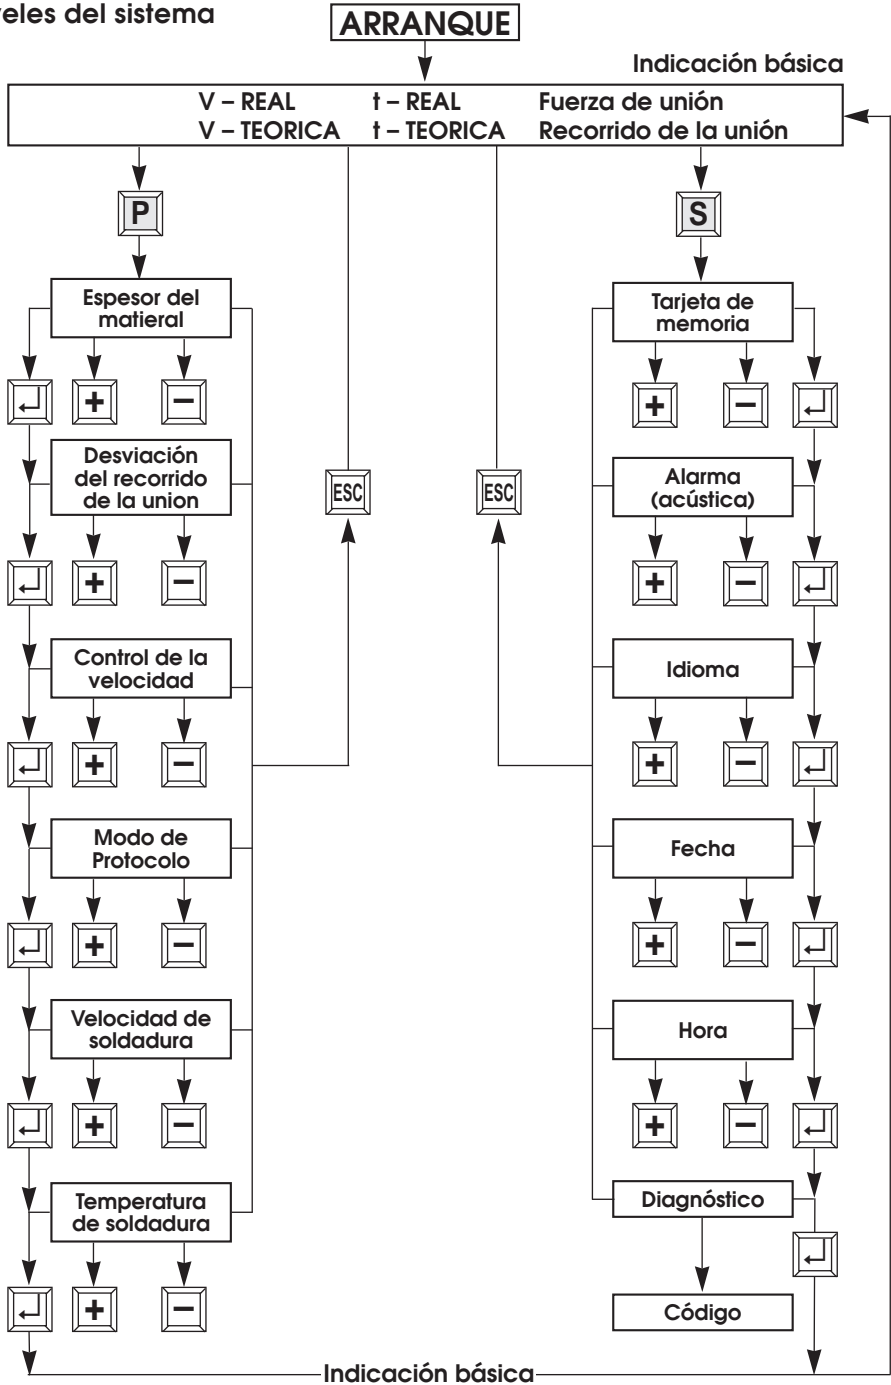 veles del sistema
ARRANQUE
Indicación básica
V – REAL t – REAL Fuerza de unión
V – TEORICA t – TEORICA Recorrido de la unión
P
S
Espesor del
matieral
+ −
Desviación
del recorrido
de la union
+ −
Control de la
velocidad
+ −
Modo de
Protocolo
+ −
Velocidad de
soldadura
+ −
Temperatura
de soldadura
+ −
ESC
ESC
Tarjeta de
memoria
+ −
Alarma
(acústica)
+ −
Idioma
+ −
Fecha
+ −
Hora
+ −
Diagnóstico
Código
Indicación básica